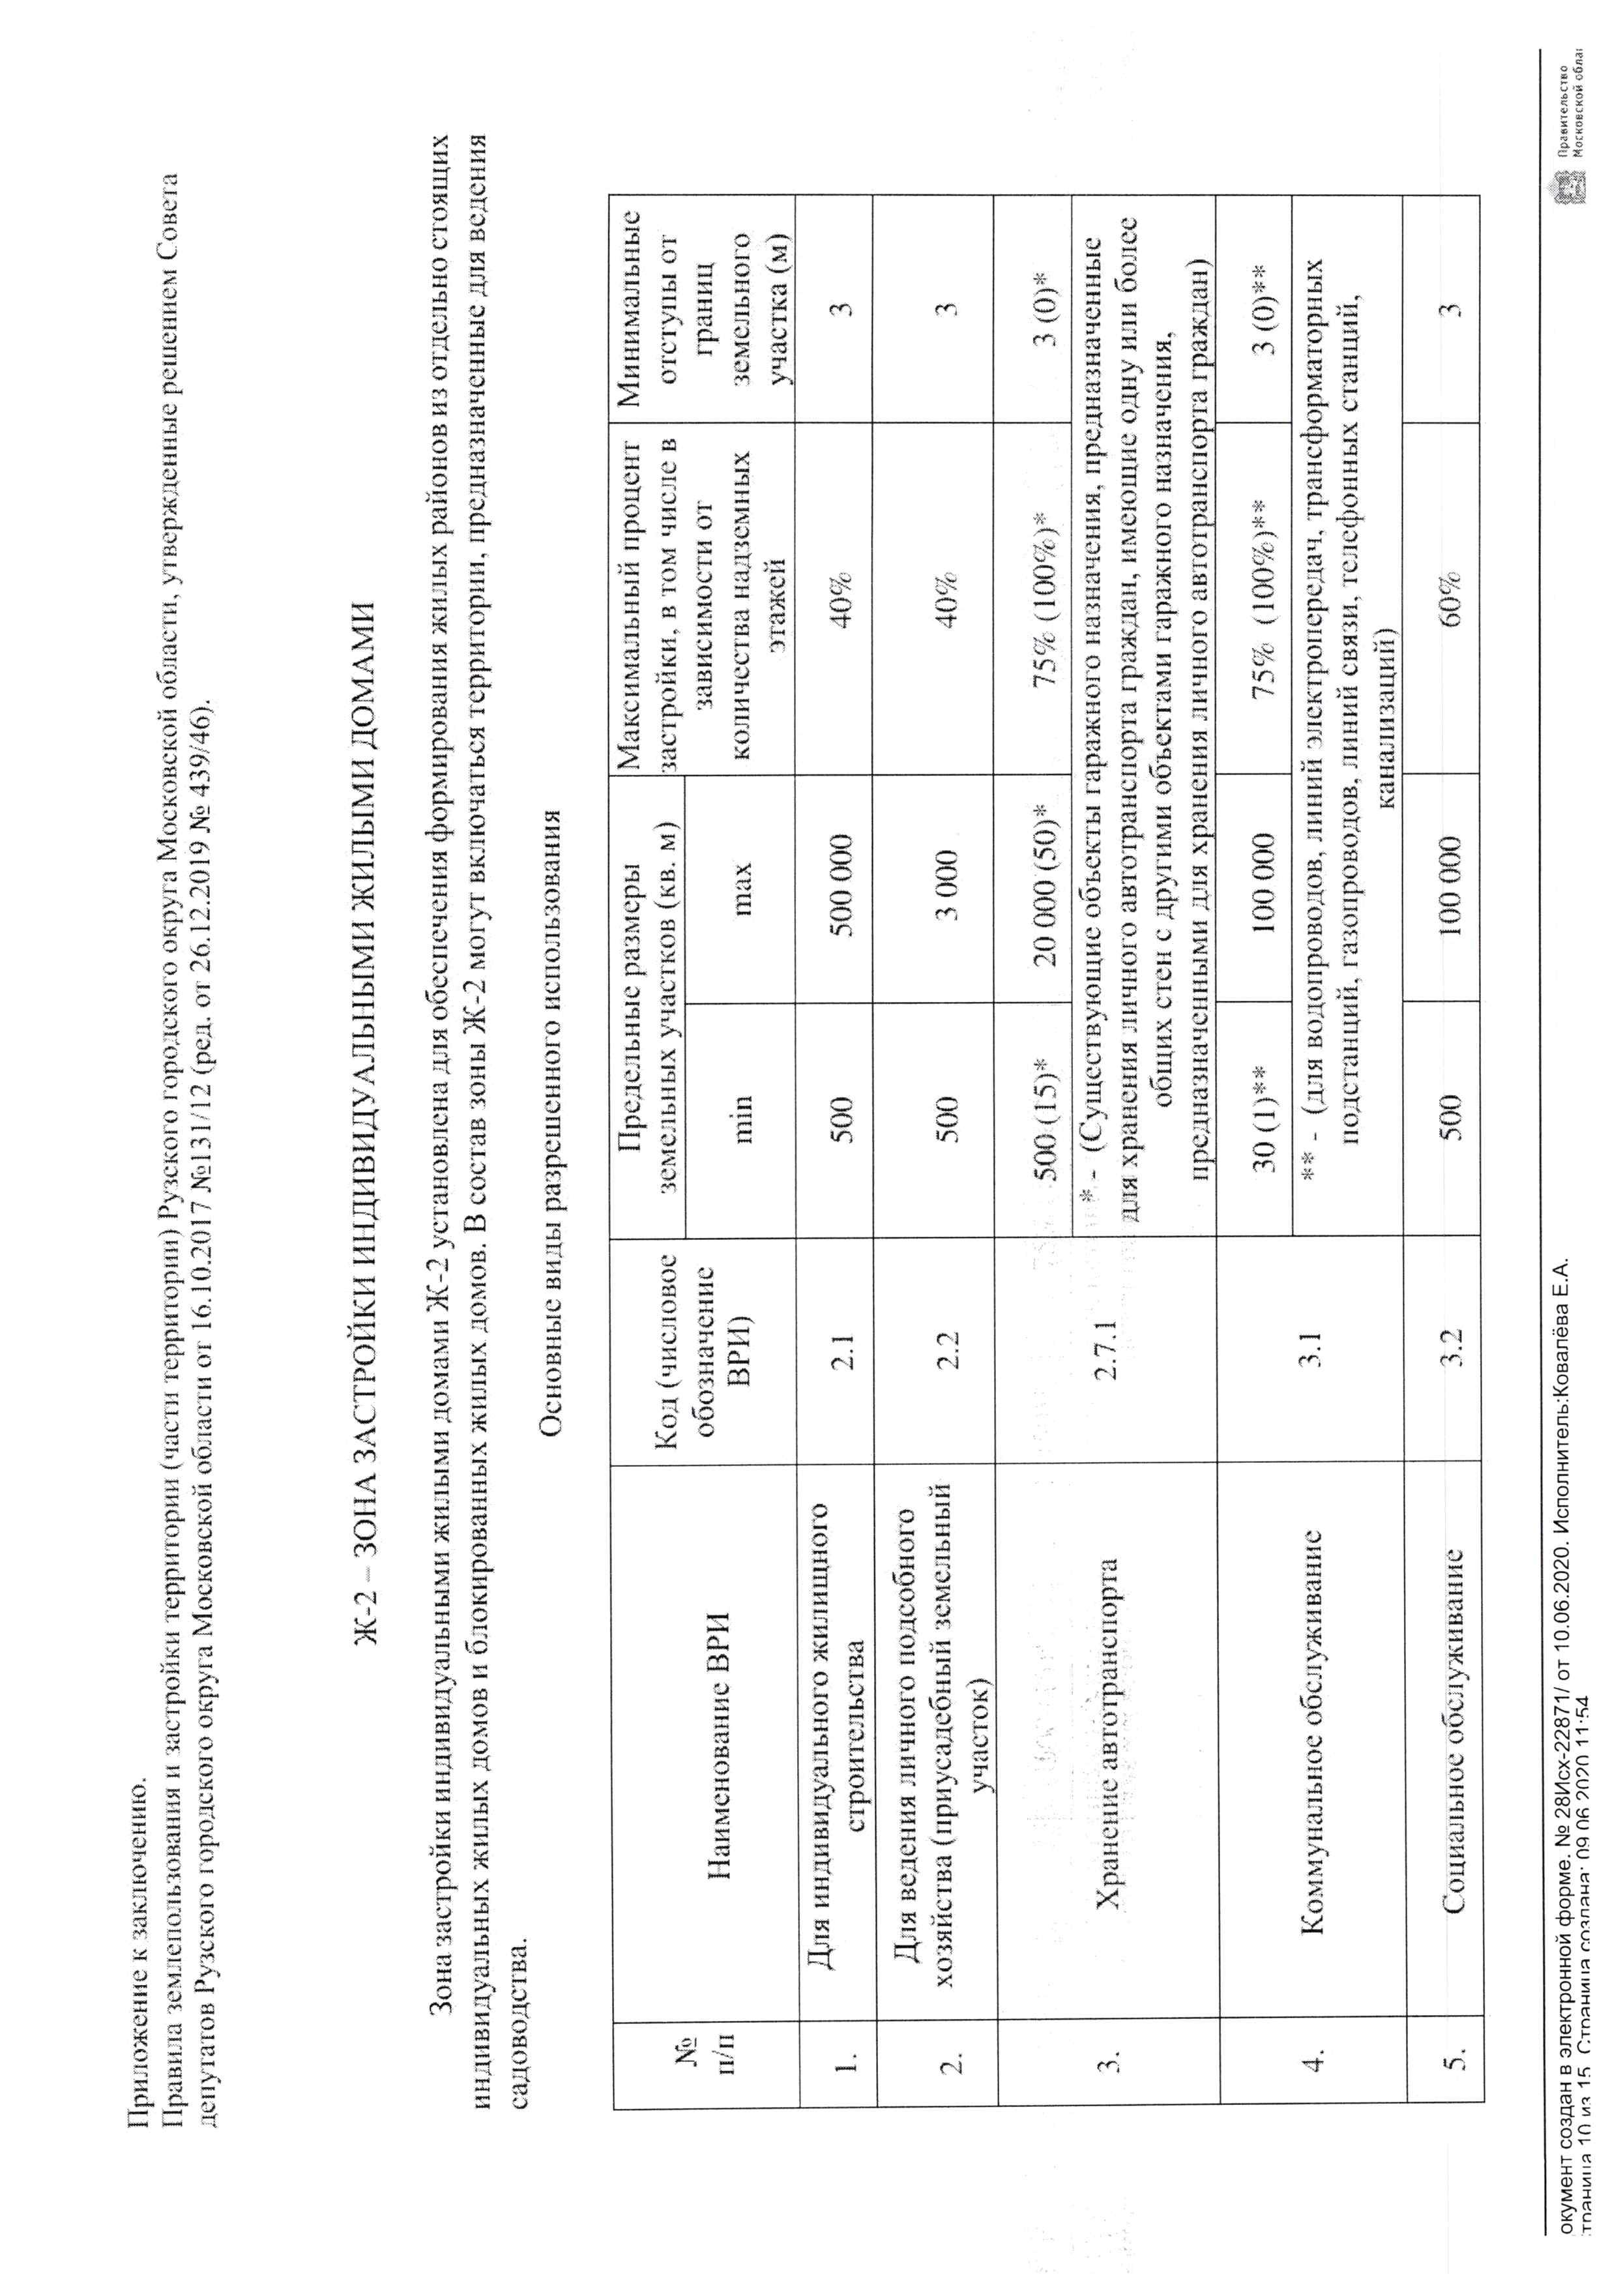 Приложение к заключению.
Правила землепользования и застройки территории (части территории) Рузского городского округа Московской области, утвержденные решением Совета
депутатов Рузского городского округа Московской области от 16.10.2017 №131/12 (ред. от 26.12.2019 № 439/46).
Ж-2 – ЗОНА ЗАСТРОЙКИ ИНДИВИДУАЛЬНЫМИ ЖИЛЫМИ ДОМАМИ
Зона застройки индивидуальными жилыми домами Ж-2 установлена для обеспечения формирования жилых районов из отдельно стоящих
индивидуальных жилых домов и блокированных жилых домов. В состав зоны Ж-2 могут включаться территории, предназначенные для ведения
садоводства.
Основные виды разрешенного использования
№
п/п
Наименование ВРИ
Код (числовое
обозначение
ВРИ)
Предельные размеры
земельных участков (кв. м)
min
max
Максимальный процент
застройки, в том числе в
зависимости от
количества надземных
этажей
Минимальные
отступы от
границ
земельного
участка (м)
1.
Для индивидуального жилищного
строительства
2.1
500
500 000
40%
3
2.
Для ведения личного подсобного
хозяйства (приусадебный земельный
участок)
2.2
500
3 000
40%
3
3.
Хранение автотранспорта
2.7.1
500 (15)*
20 000 (50)*
75% (100%)*
3 (0)*
* - (Существующие объекты гаражного назначения, предназначенные
для хранения личного автотранспорта граждан, имеющие одну или более
общих стен с другими объектами гаражного назначения,
предназначенными для хранения личного автотранспорта граждан)
4.
Коммунальное обслуживание
3.1
30 (1)**
100 000
75% (100%)**
3 (0)**
** - (для водопроводов, линий электропередач, трансформаторных
подстанций, газопроводов, линий связи, телефонных станций,
канализаций)
5.
Социальное обслуживание
3.2
500
100 000
60%
3
окумент создан в электронной форме. № 28Исх-22871/ от 10.06.2020. Исполнитель:Ковалёва Е.А.
траница 10 из 15. Страница создана: 09.06.2020 11:54
Правительство
Московской облас